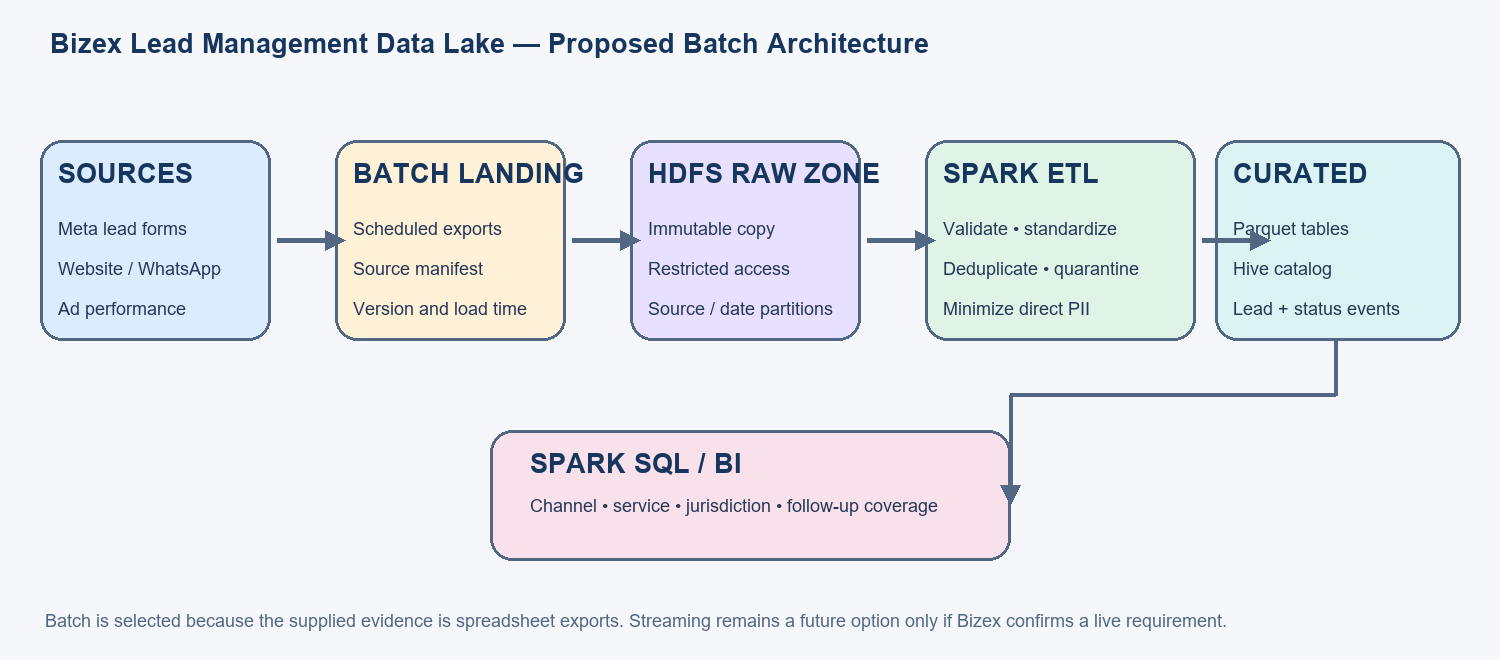 Bizex Lead Management Data Lake — Proposed Batch Architecture
SOURCES
Meta lead forms
Website / WhatsApp
Ad performance
BATCH LANDING
Scheduled exports
Source manifest
Version and load time
HDFS RAW ZONE
Immutable copy
Restricted access
Source / date partitions
SPARK ETL
Validate • standardize
Deduplicate • quarantine
Minimize direct PII
CURATED
Parquet tables
Hive catalog
Lead + status events
SPARK SQL / BI
Channel • service • jurisdiction • follow-up coverage
Batch is selected because the supplied evidence is spreadsheet exports. Streaming remains a future option only if Bizex confirms a live requirement.